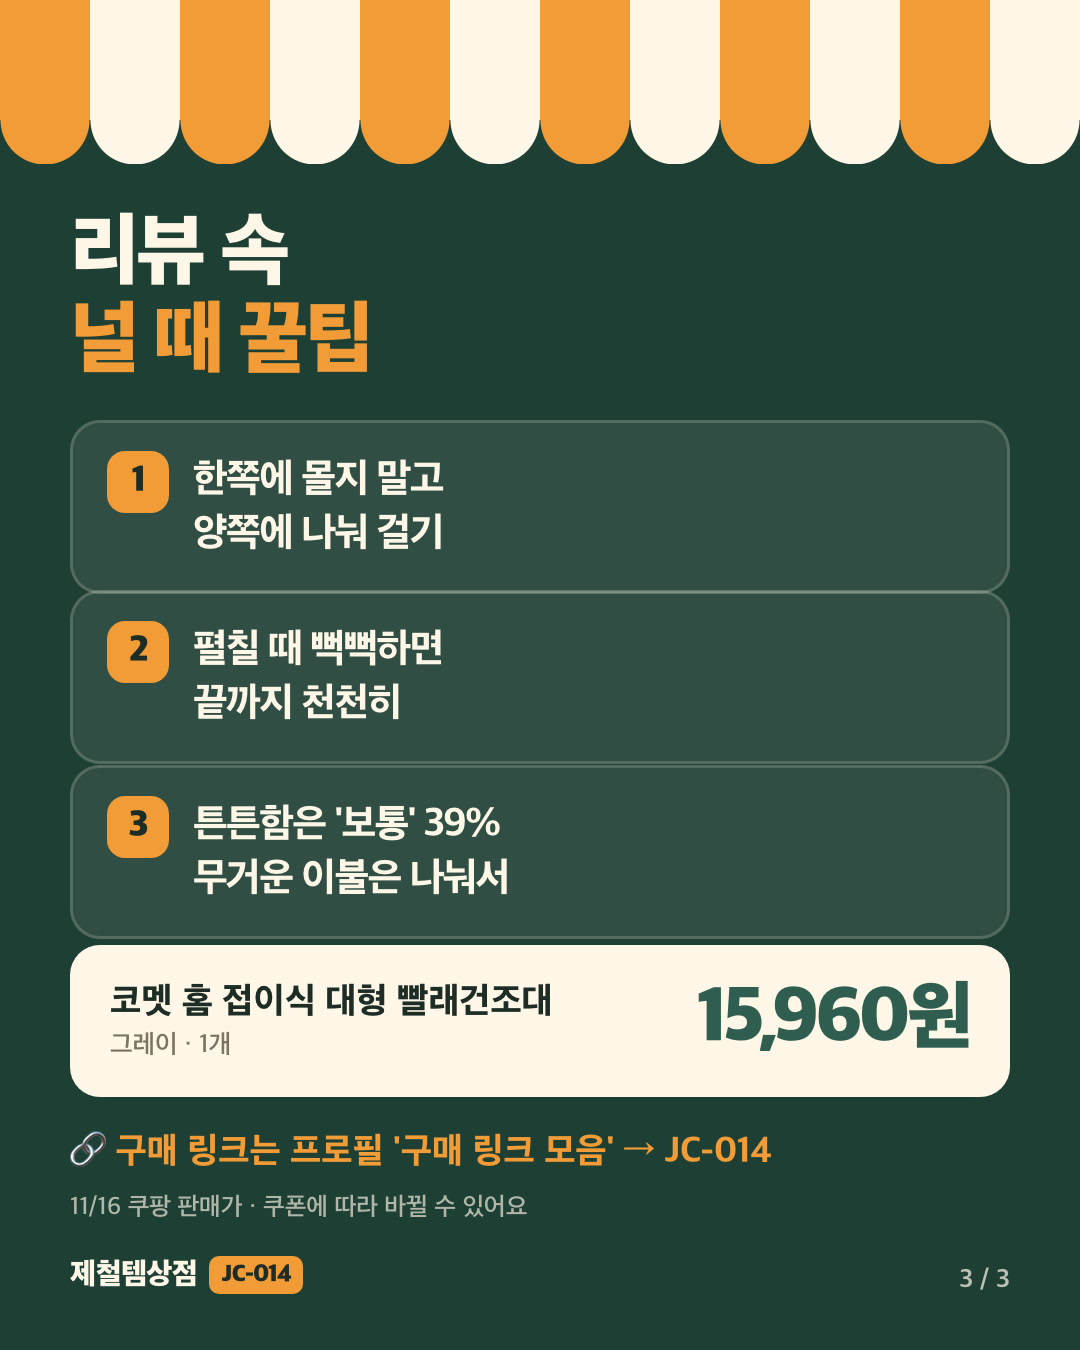 리뷰 속
널 때 꿀팁
1 한쪽에 몰지 말고
양쪽에 나눠 걸기
2 펼칠 때 뻑뻑하면
끝까지 천천히
3 튼튼함은 '보통' 39%
무거운 이불은 나눠서
코멧 홈 접이식 대형 빨래건조대
그레이 · 1개
15,960원
🔗 구매 링크는 프로필 '구매 링크 모음' → JC-014
11/16 쿠팡 판매가 · 쿠폰에 따라 바뀔 수 있어요
제철템상점 JC-014
3 / 3